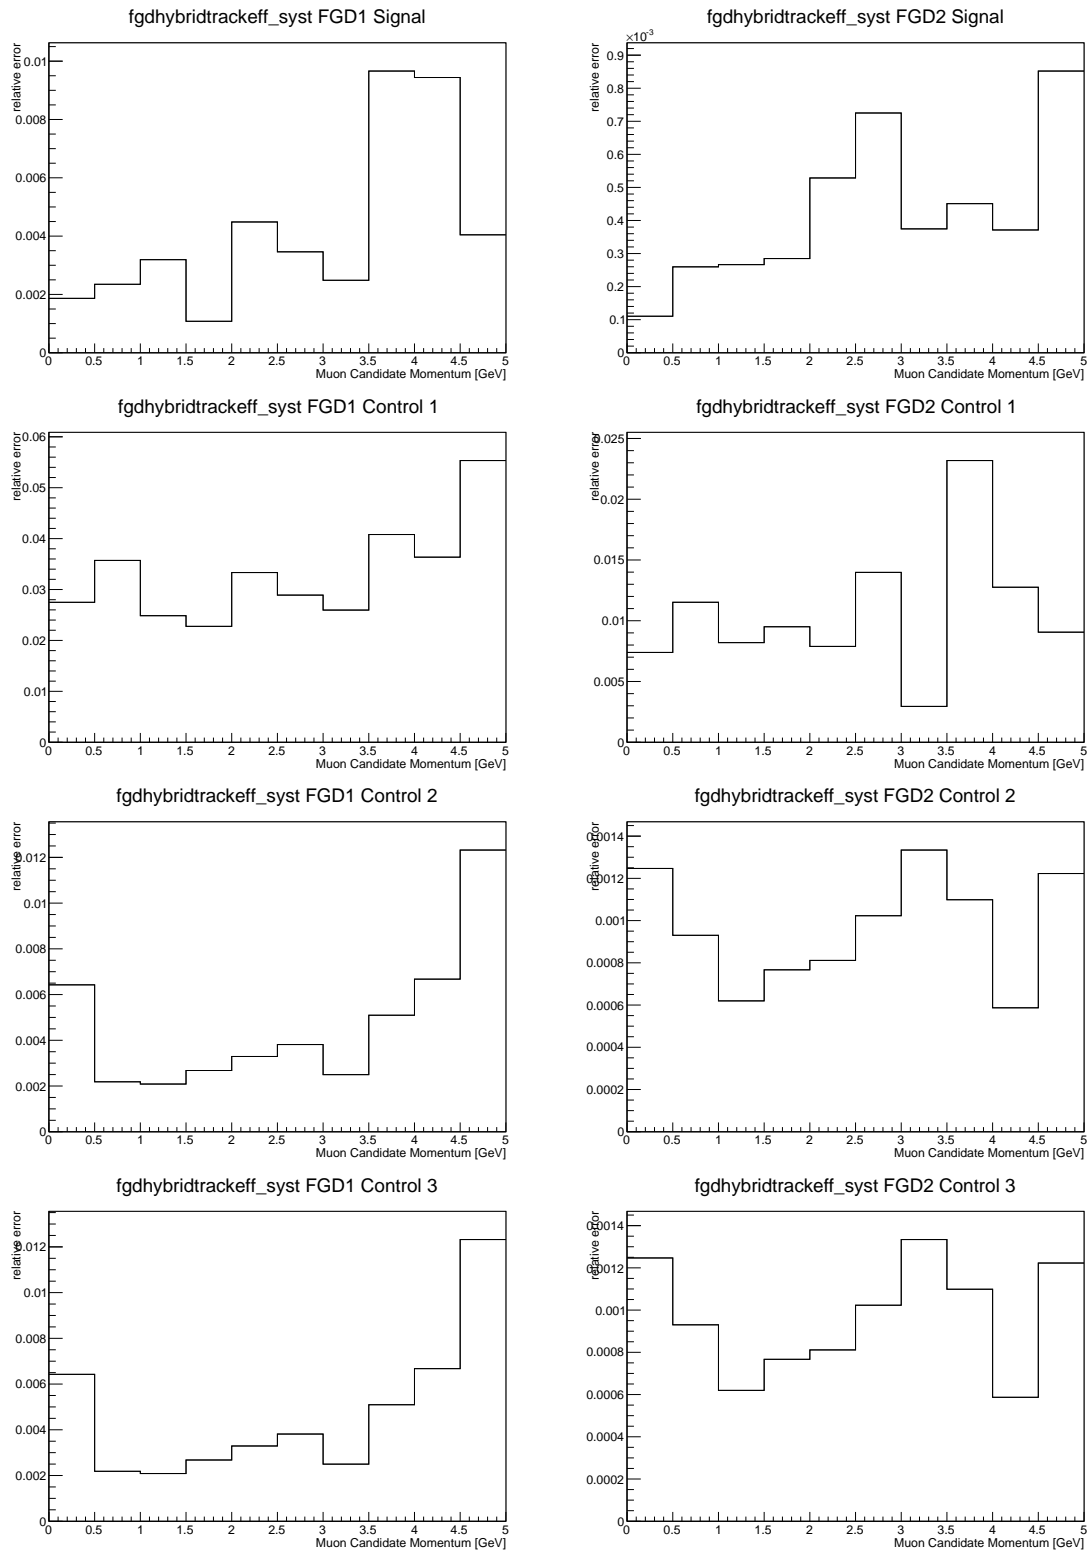 fgdhybridtrackeff_syst FGD1 Signal
relative error
0.01
0.008
0.006
0.004
0.002
0
0 0.5 1 1.5 2 2.5 3 3.5 4 4.5 5
Muon Candidate Momentum [GeV]
fgdhybridtrackeff_syst FGD2 Signal
×10-3
relative error
0.9
0.8
0.7
0.6
0.5
0.4
0.3
0.2
0.1
0
0 0.5 1 1.5 2 2.5 3 3.5 4 4.5 5
Muon Candidate Momentum [GeV]
fgdhybridtrackeff_syst FGD1 Control 1
relative error
0.06
0.05
0.04
0.03
0.02
0.01
0
0 0.5 1 1.5 2 2.5 3 3.5 4 4.5 5
Muon Candidate Momentum [GeV]
fgdhybridtrackeff_syst FGD2 Control 1
relative error
0.025
0.02
0.015
0.01
0.005
0
0 0.5 1 1.5 2 2.5 3 3.5 4 4.5 5
Muon Candidate Momentum [GeV]
fgdhybridtrackeff_syst FGD1 Control 2
relative error
0.012
0.01
0.008
0.006
0.004
0.002
0
0 0.5 1 1.5 2 2.5 3 3.5 4 4.5 5
Muon Candidate Momentum [GeV]
fgdhybridtrackeff_syst FGD2 Control 2
relative error
0.0014
0.0012
0.001
0.0008
0.0006
0.0004
0.0002
0
0 0.5 1 1.5 2 2.5 3 3.5 4 4.5 5
Muon Candidate Momentum [GeV]
fgdhybridtrackeff_syst FGD1 Control 3
relative error
0.012
0.01
0.008
0.006
0.004
0.002
0
0 0.5 1 1.5 2 2.5 3 3.5 4 4.5 5
Muon Candidate Momentum [GeV]
fgdhybridtrackeff_syst FGD2 Control 3
relative error
0.0014
0.0012
0.001
0.0008
0.0006
0.0004
0.0002
0
0 0.5 1 1.5 2 2.5 3 3.5 4 4.5 5
Muon Candidate Momentum [GeV]